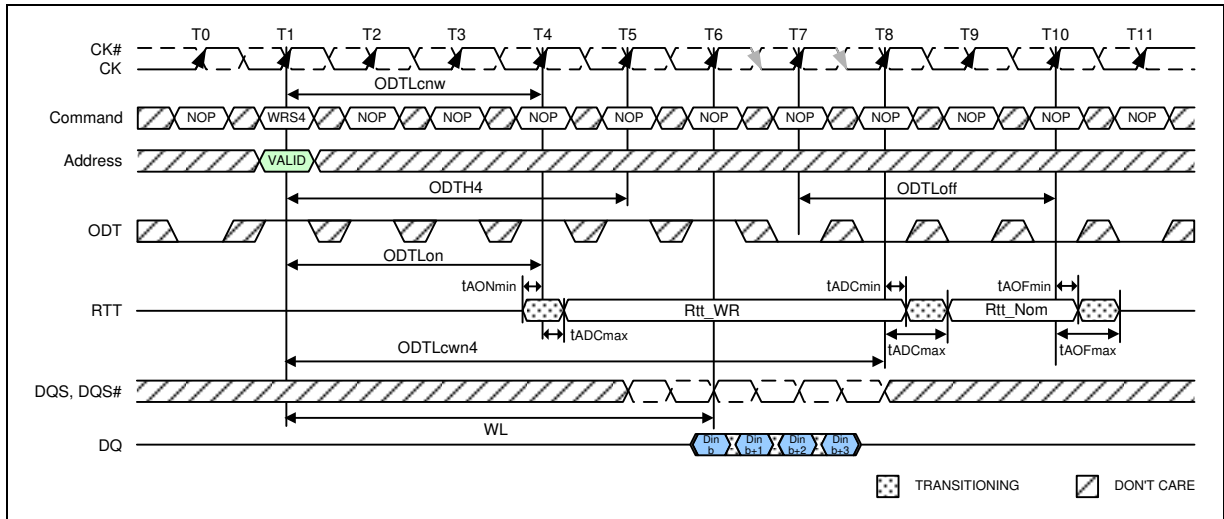 T0 T1 T2 T3 T4 T5 T6 T7 T8 T9 T10 T11
CK#
CK
ODTLcnw
Command NOP WRS4 NOP NOP NOP NOP NOP NOP NOP NOP NOP NOP
Address VALID
ODTH4 ODTLoff
ODT
ODTLon
tAONmin tADCmin tAOFmin
RTT Rtt_WR Rtt_Nom
tADCmax tADCmax tAOFmax
ODTLcwn4
DQS, DQS#
WL
DQ Din b Din b+1 Din b+2 Din b+3
TRANSITIONING DON'T CARE